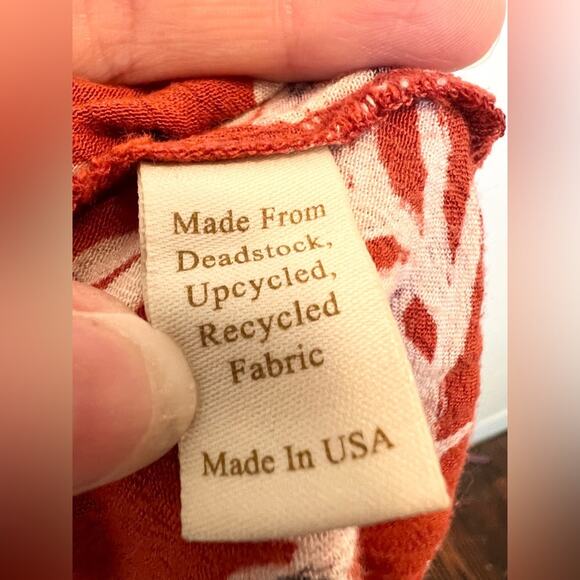 Made From
Deadstock,
Upcycled,
Recycled
Fabric
Made In USA